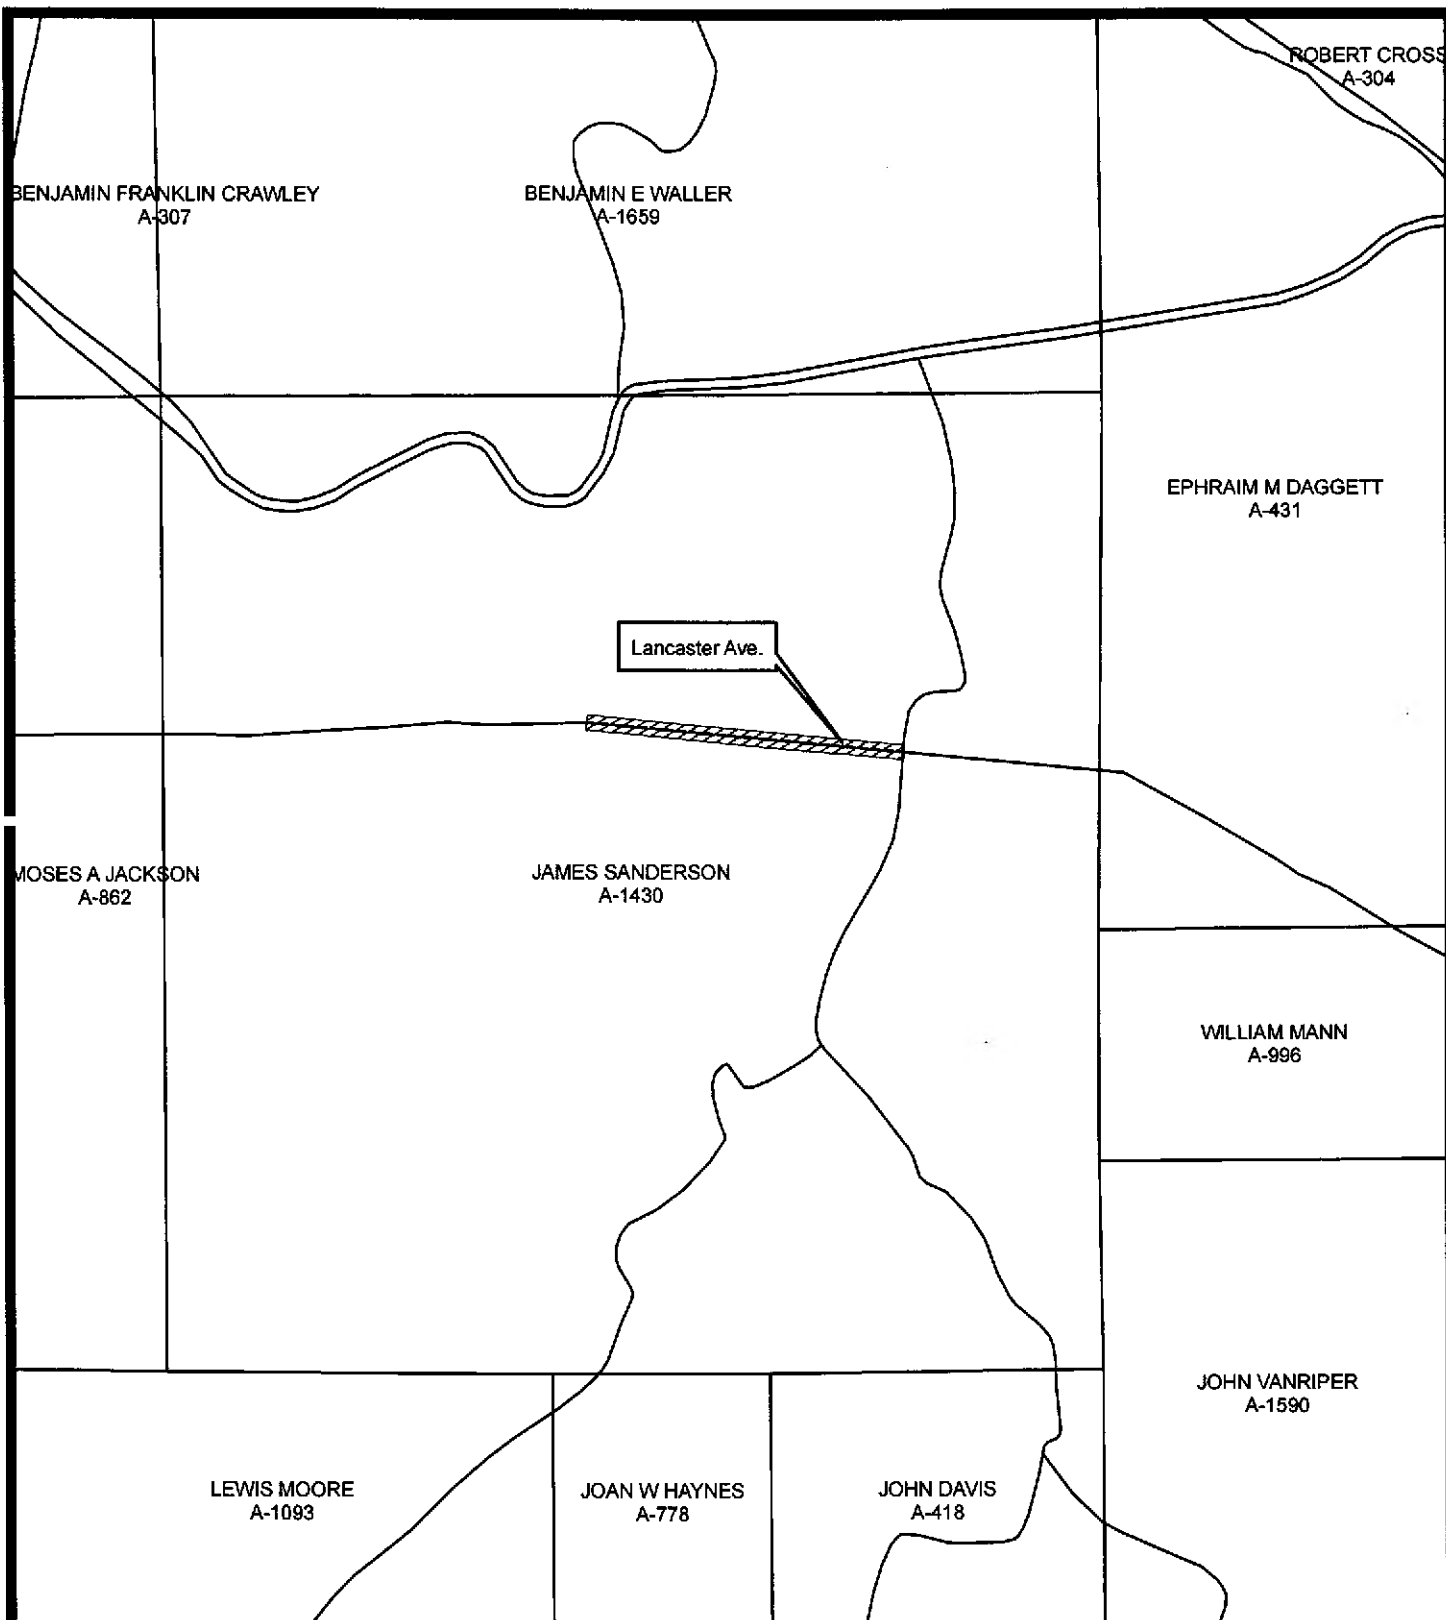 ROBERT CROSS
A-304
BENJAMIN FRANKLIN CRAWLEY
A-307
BENJAMIN E WALLER
A-1659
EPHRAIM M DAGGETT
A-431
Lancaster Ave.
MOSES A JACKSON
A-862
JAMES SANDERSON
A-1430
WILLIAM MANN
A-996
JOHN VANRIPER
A-1590
LEWIS MOORE
A-1093
JOAN W HAYNES
A-778
JOHN DAVIS
A-418